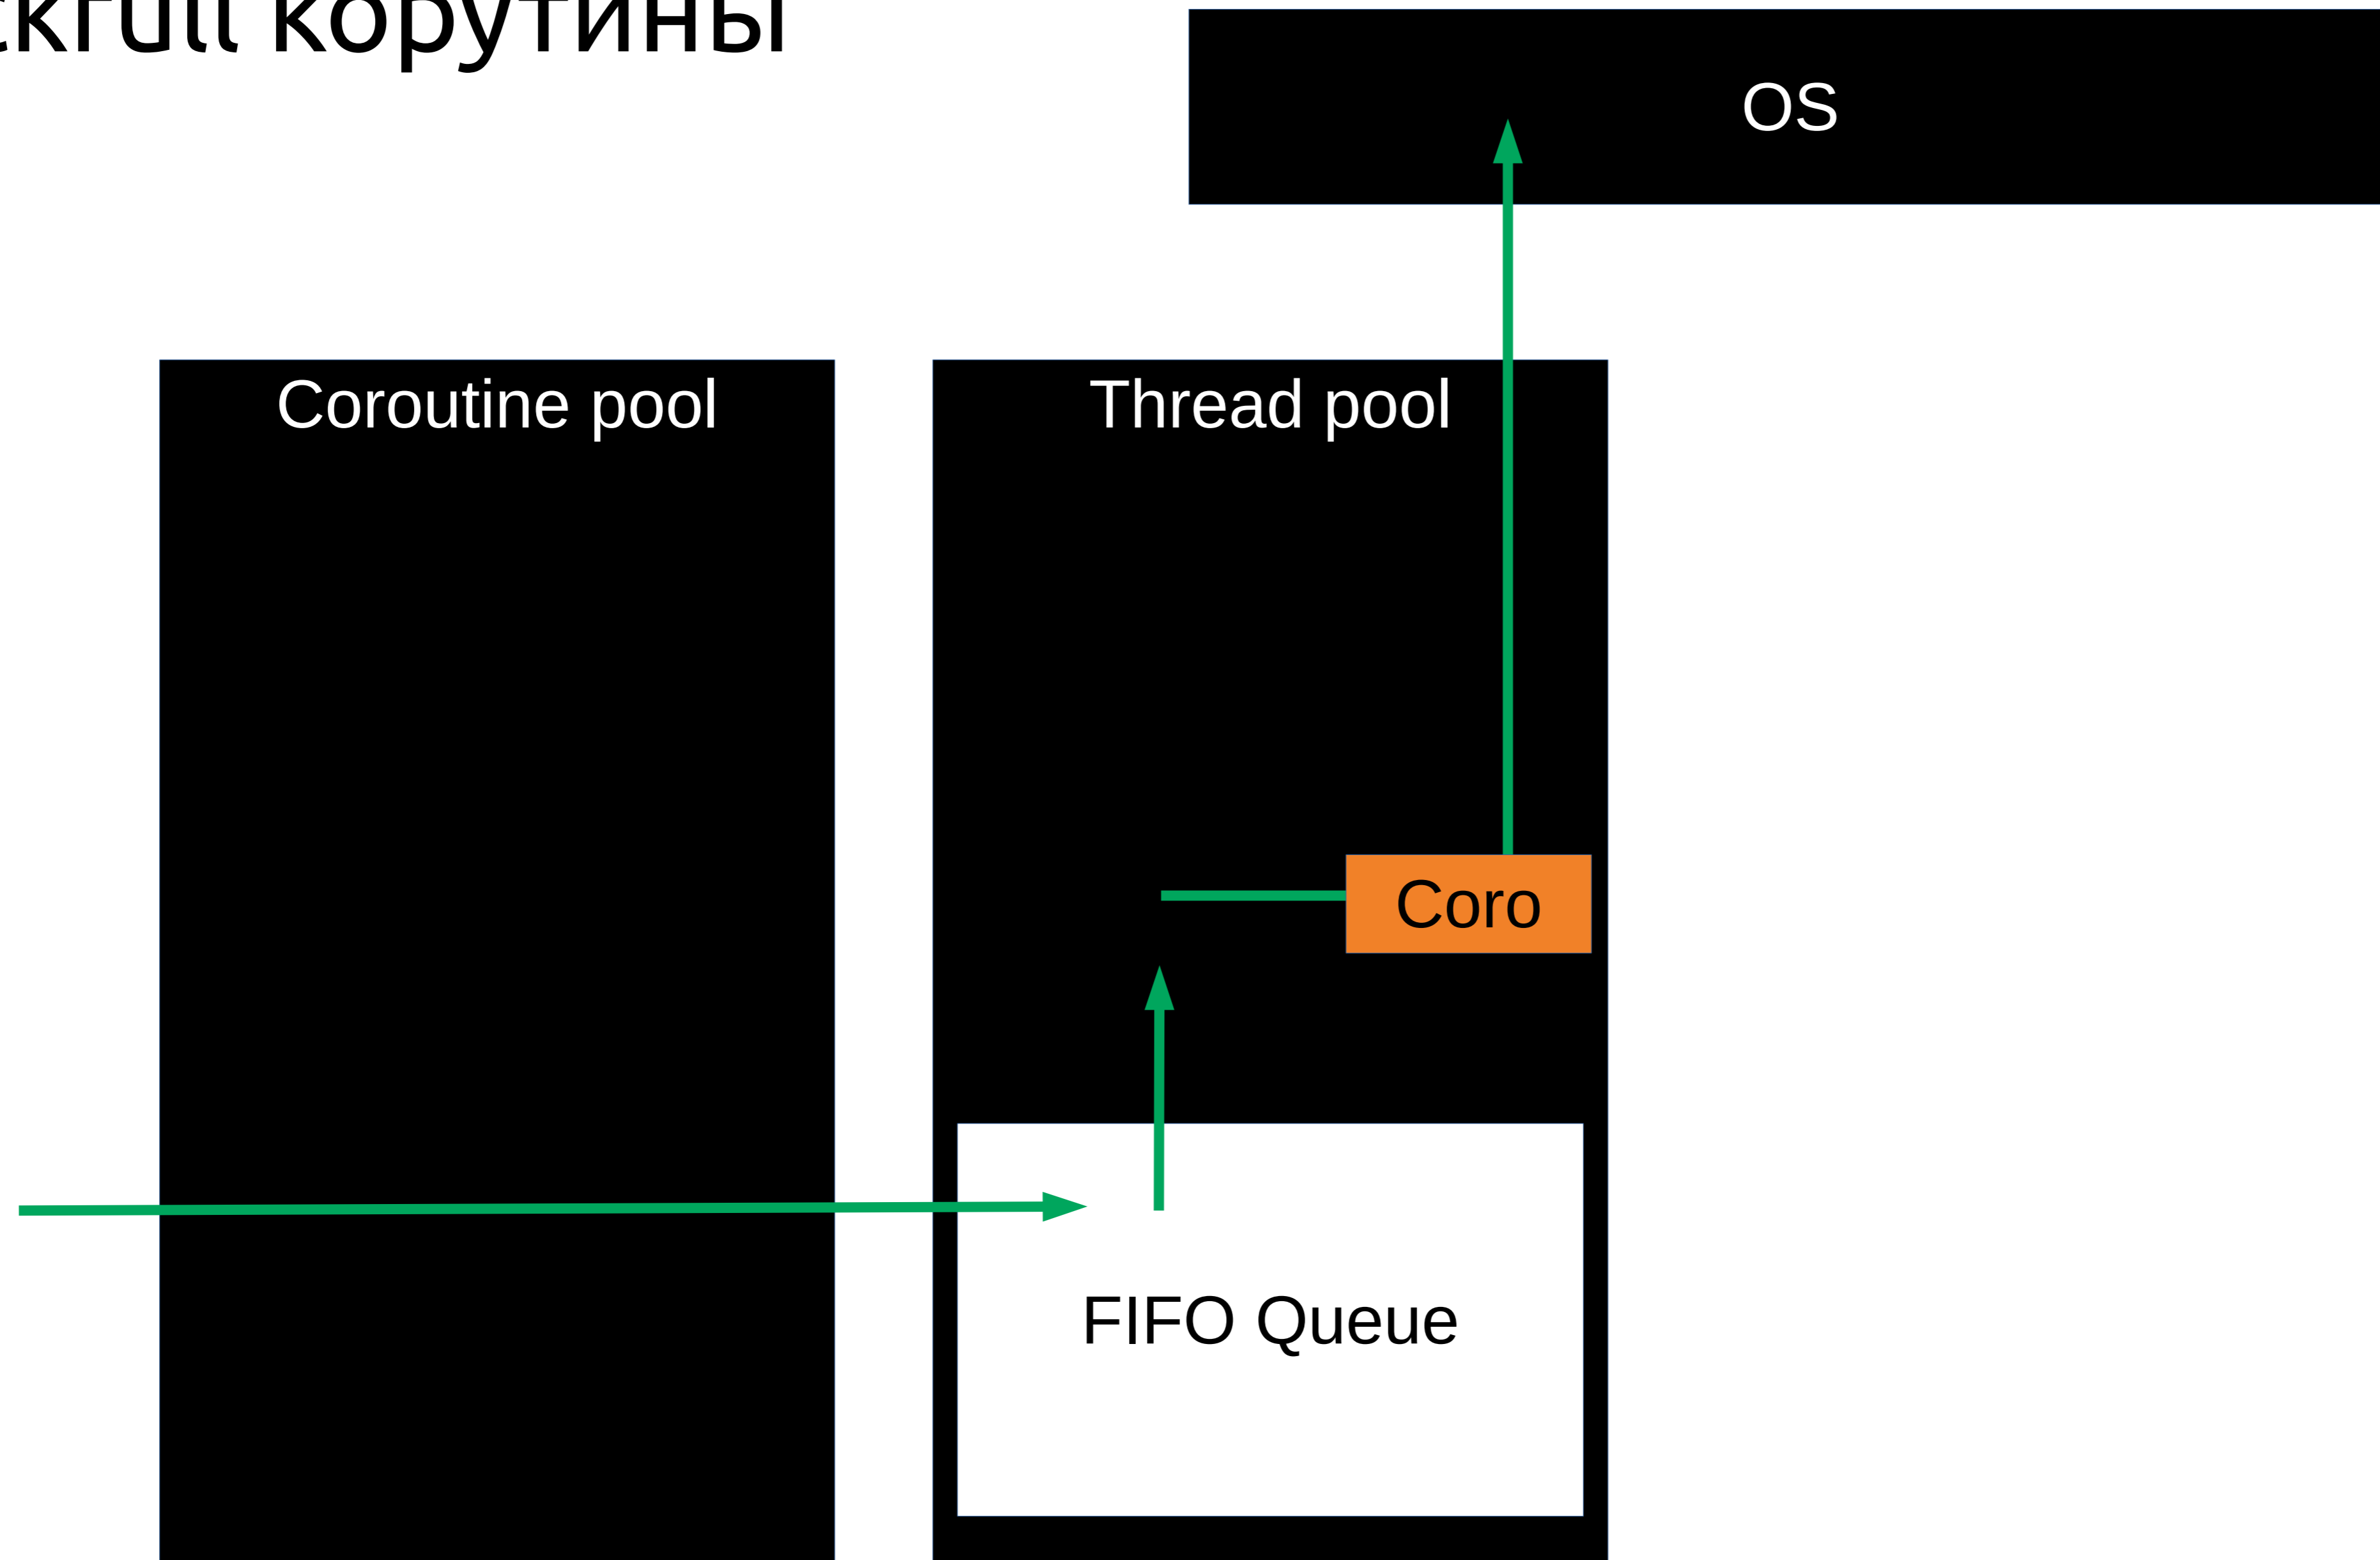 корутины
OS
Coroutine pool
Thread pool
Coro
FIFO Queue